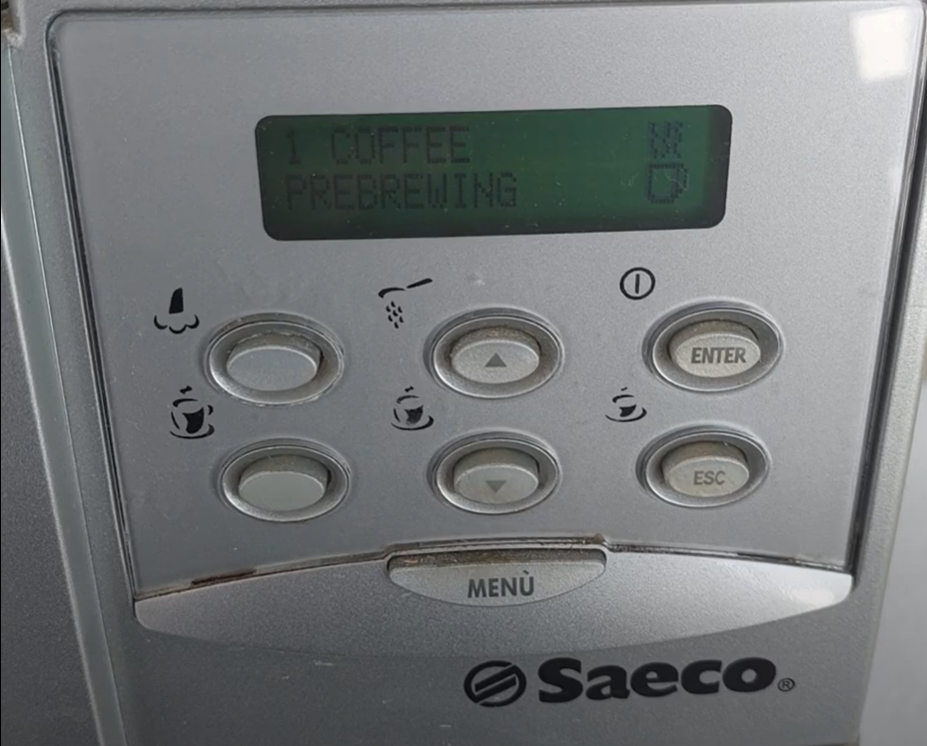 1 COFFEE
PREBREWING
ENTER
ESC
MENÙ
Saeco®